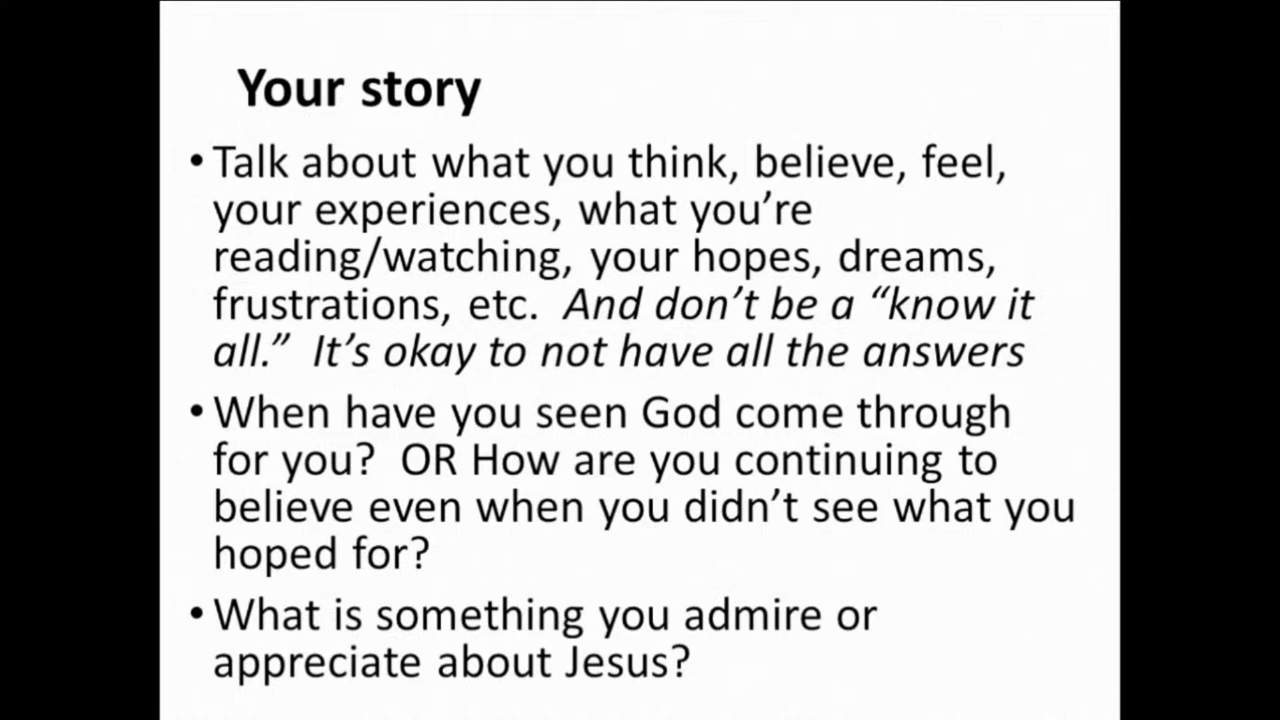 Your story
• Talk about what you think, believe, feel,
your experiences, what you're
reading/watching, your hopes, dreams,
frustrations, etc.  And don't be a “know it
all.”  It's okay to not have all the answers
• When have you seen God come through
for you?  OR How are you continuing to
believe even when you didn't see what you
hoped for?
• What is something you admire or
appreciate about Jesus?